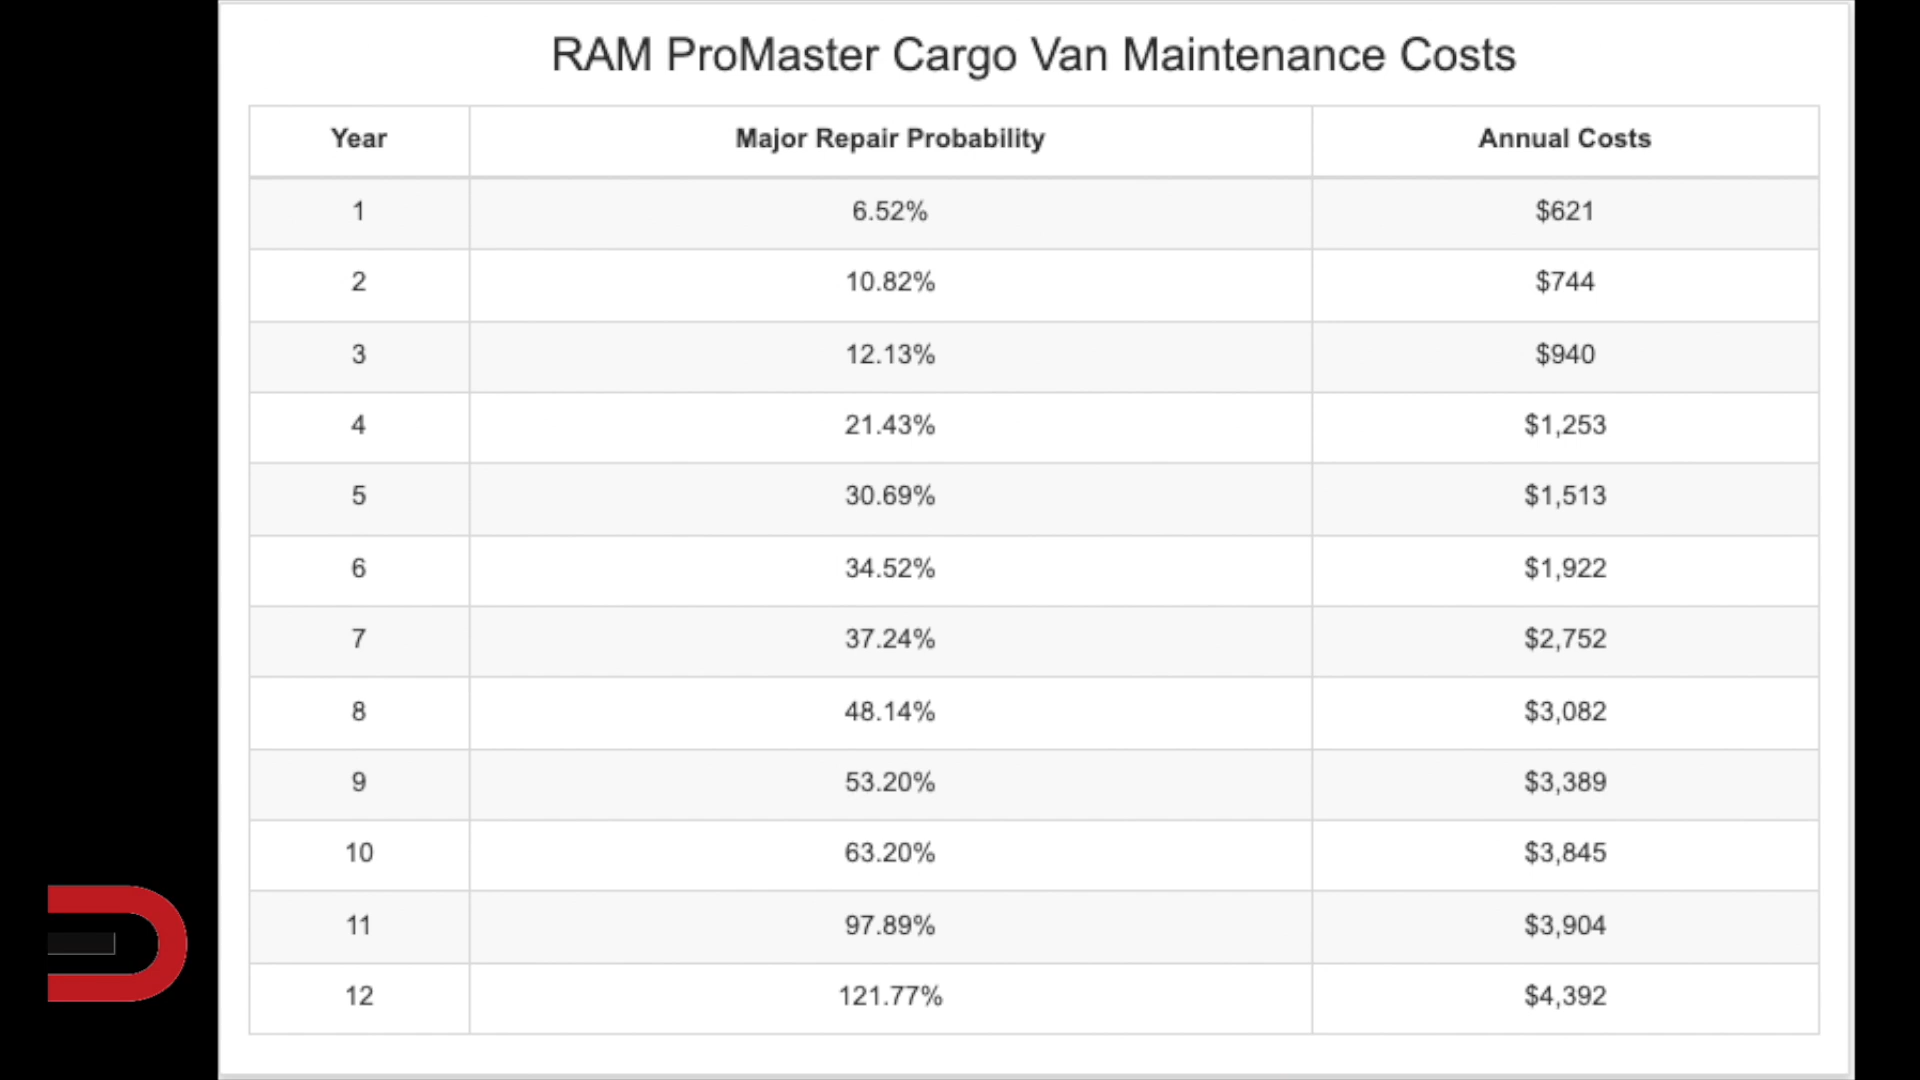 RAM ProMaster Cargo Van Maintenance Costs
Year Major Repair Probability Annual Costs
1 6.52% $621
2 10.82% $744
3 12.13% $940
4 21.43% $1,253
5 30.69% $1,513
6 34.52% $1,922
7 37.24% $2,752
8 48.14% $3,082
9 53.20% $3,389
10 63.20% $3,845
11 97.89% $3,904
12 121.77% $4,392